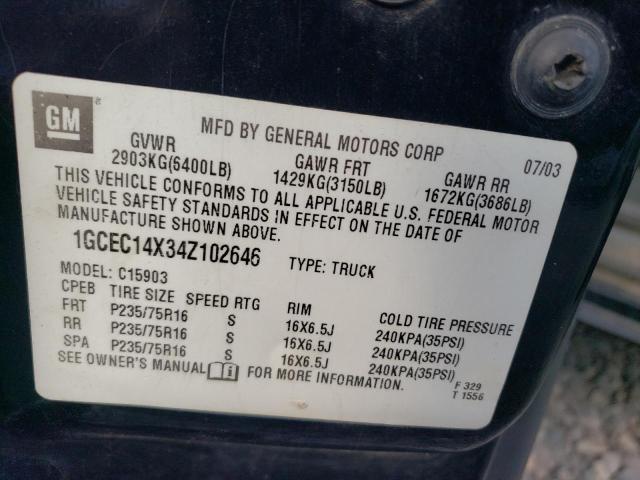 GM
MFD BY GENERAL MOTORS CORP 07/03
GVWR GAWR FRT GAWR RR
2903KG(6400LB) 1429KG(3150LB) 1672KG(3686LB)
THIS VEHICLE CONFORMS TO ALL APPLICABLE U.S. FEDERAL MOTOR
VEHICLE SAFETY STANDARDS IN EFFECT ON THE DATE OF
MANUFACTURE SHOWN ABOVE.
1GCEC14X34Z102646 TYPE: TRUCK
MODEL: C15903
CPEB TIRE SIZE SPEED RTG RIM COLD TIRE PRESSURE
FRT P235/75R16 S 16X6.5J 240KPA(35PSI)
RR P235/75R16 S 16X6.5J 240KPA(35PSI)
SPA P235/75R16 S 16X6.5J 240KPA(35PSI)
SEE OWNER'S MANUAL i FOR MORE INFORMATION.
F 329
T 1556